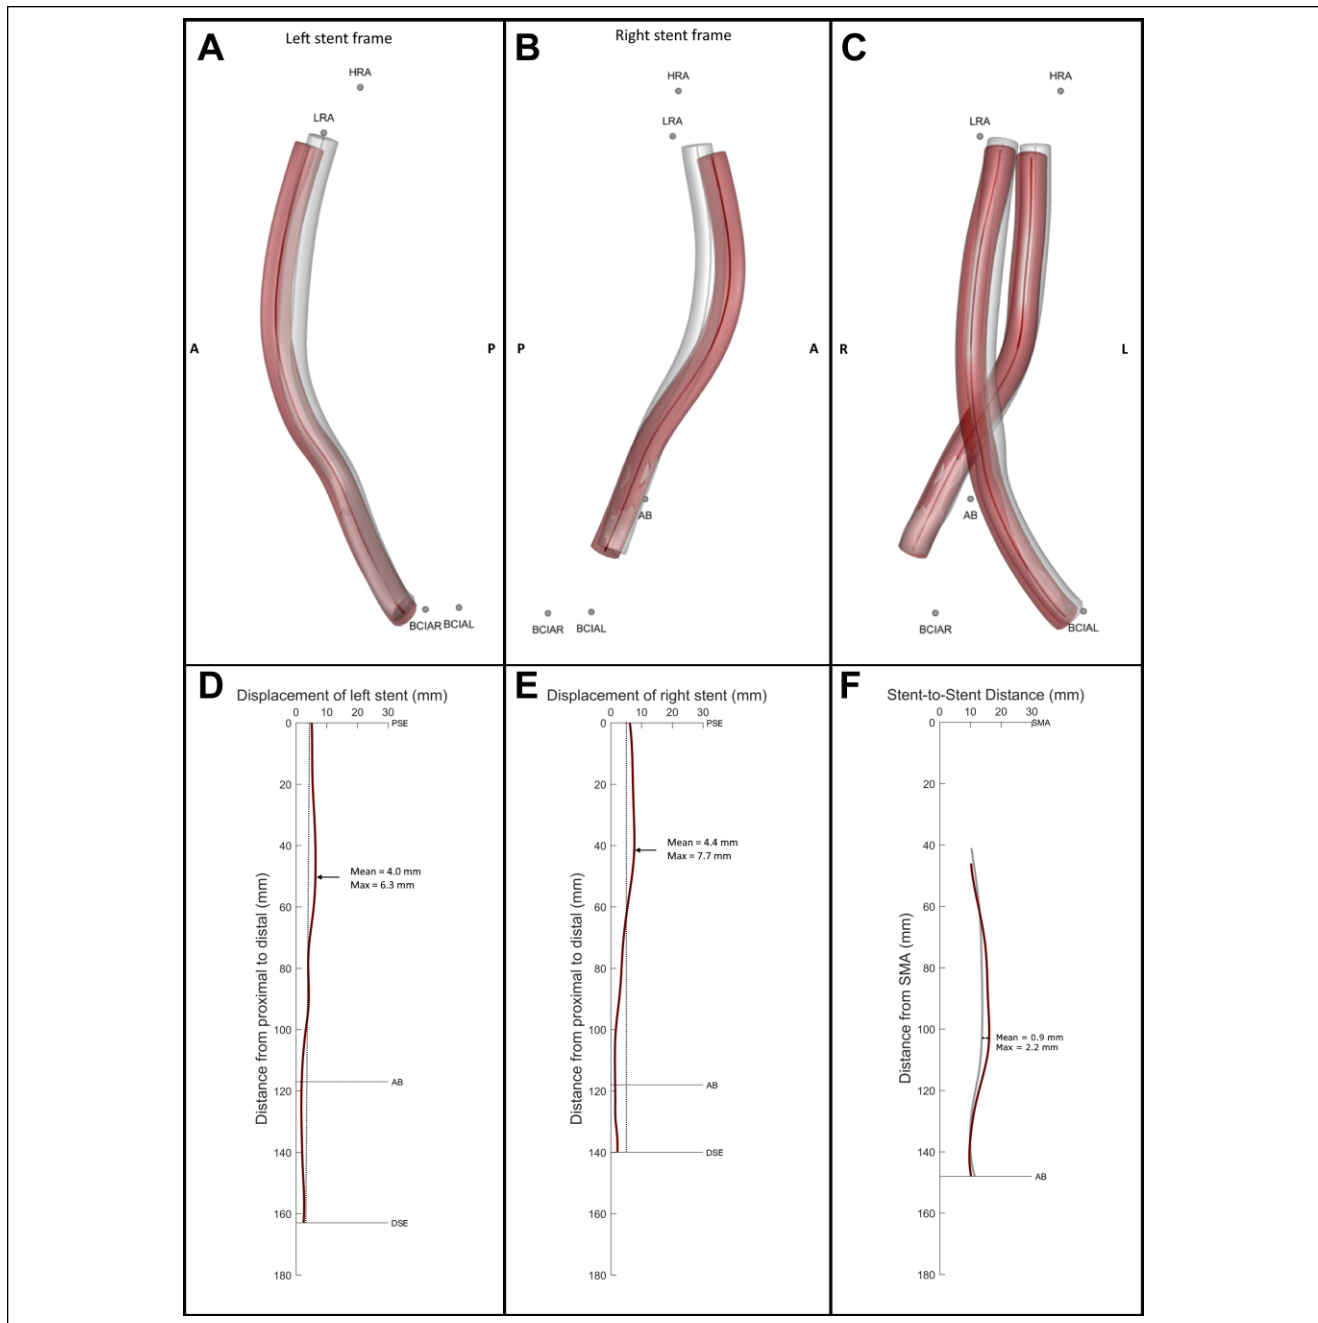 A
Left stent frame
HRA
LRA
A
P
BCIAR
BCIAL
B
Right stent frame
HRA
LRA
P
A
AB
BCIAR
BCIAL
C
HRA
LRA
R
L
AB
BCIAR
BCIAL
D
Displacement of left stent (mm)
0 10 20 30
PSE
0
20
40
60
80
100
120
140
160
180
Distance from proximal to distal (mm)
Mean = 4.0 mm
Max = 6.3 mm
AB
DSE
E
Displacement of right stent (mm)
0 10 20 30
PSE
0
20
40
60
80
100
120
140
160
180
Distance from proximal to distal (mm)
Mean = 4.4 mm
Max = 7.7 mm
AB
DSE
F
Stent-to-Stent Distance (mm)
0 10 20 30
SMA
0
20
40
60
80
100
120
140
160
180
Distance from SMA (mm)
Mean = 0.9 mm
Max = 2.2 mm
AB